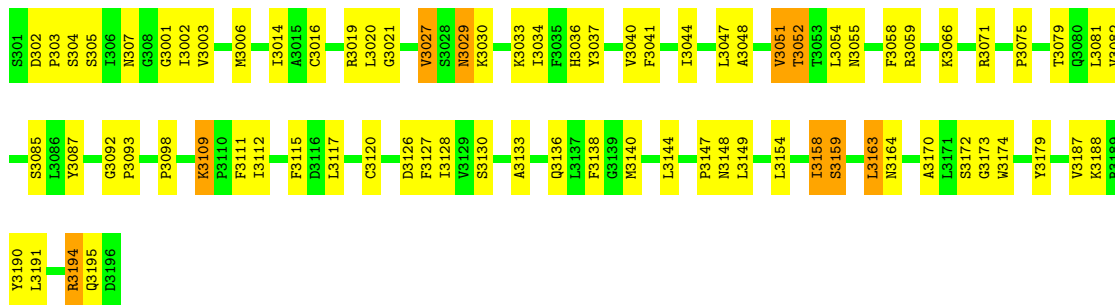 S301 D302 P303 S304 S305 I306 N307 G308 G3001 I3002 V3003 M3006 I3014 A3015 C3016 R3019 L3020 G3021 V3027 S3028 N3029 K3030 K3033 I3034 F3035 H3036 Y3037 V3040 F3041 I3044 L3047 A3048 V3051 T3052 T3053 L3054 N3055 F3058 R3059 K3066 R3071 P3075 T3079 Q3080 L3081
S3085 L3086 Y3087 G3092 P3093 P3098 K3109 P3110 F3111 I3112 F3115 D3116 L3117 C3120 D3126 F3127 I3128 V3129 S3130 A3133 Q3136 L3137 F3138 G3139 M3140 L3144 P3147 N3148 L3149 L3154 I3158 S3159 L3163 N3164 A3170 L3171 S3172 G3173 W3174 Y3179 V3187 K3188
Y3190 L3191 R3194 Q3195 D3196